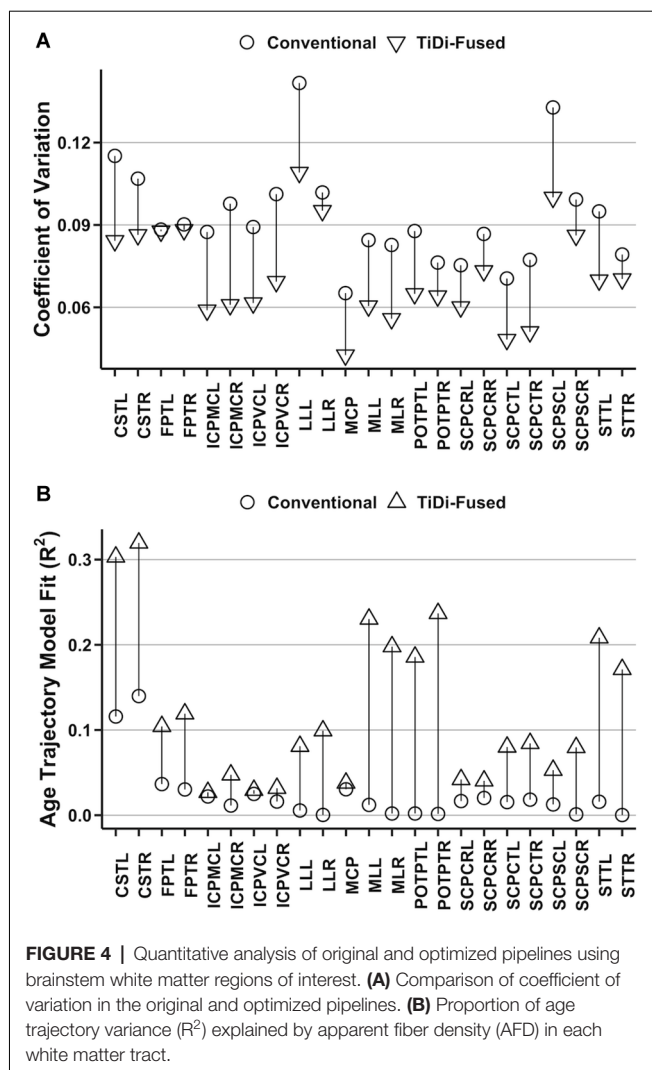 A
Conventional TiDi-Fused
Coefficient of Variation
0.12
0.09
0.06
CSTL CSTR FPTL FPTR ICPMCL ICPMCR ICPVCL ICPVCR LLL LLR MCP MLL MLR POTPTL POTPTR SCPCRL SCPCRR SCPCTL SCPCTR SCPSCL SCPSCR STTL STTR
B
Conventional TiDi-Fused
Age Trajectory Model Fit (R²)
0.3
0.2
0.1
0.0
CSTL CSTR FPTL FPTR ICPMCL ICPMCR ICPVCL ICPVCR LLL LLR MCP MLL MLR POTPTL POTPTR SCPCRL SCPCRR SCPCTL SCPCTR SCPSCL SCPSCR STTL STTR
FIGURE 4 | Quantitative analysis of original and optimized pipelines using
brainstem white matter regions of interest. (A) Comparison of coefficient of
variation in the original and optimized pipelines. (B) Proportion of age
trajectory variance (R²) explained by apparent fiber density (AFD) in each
white matter tract.